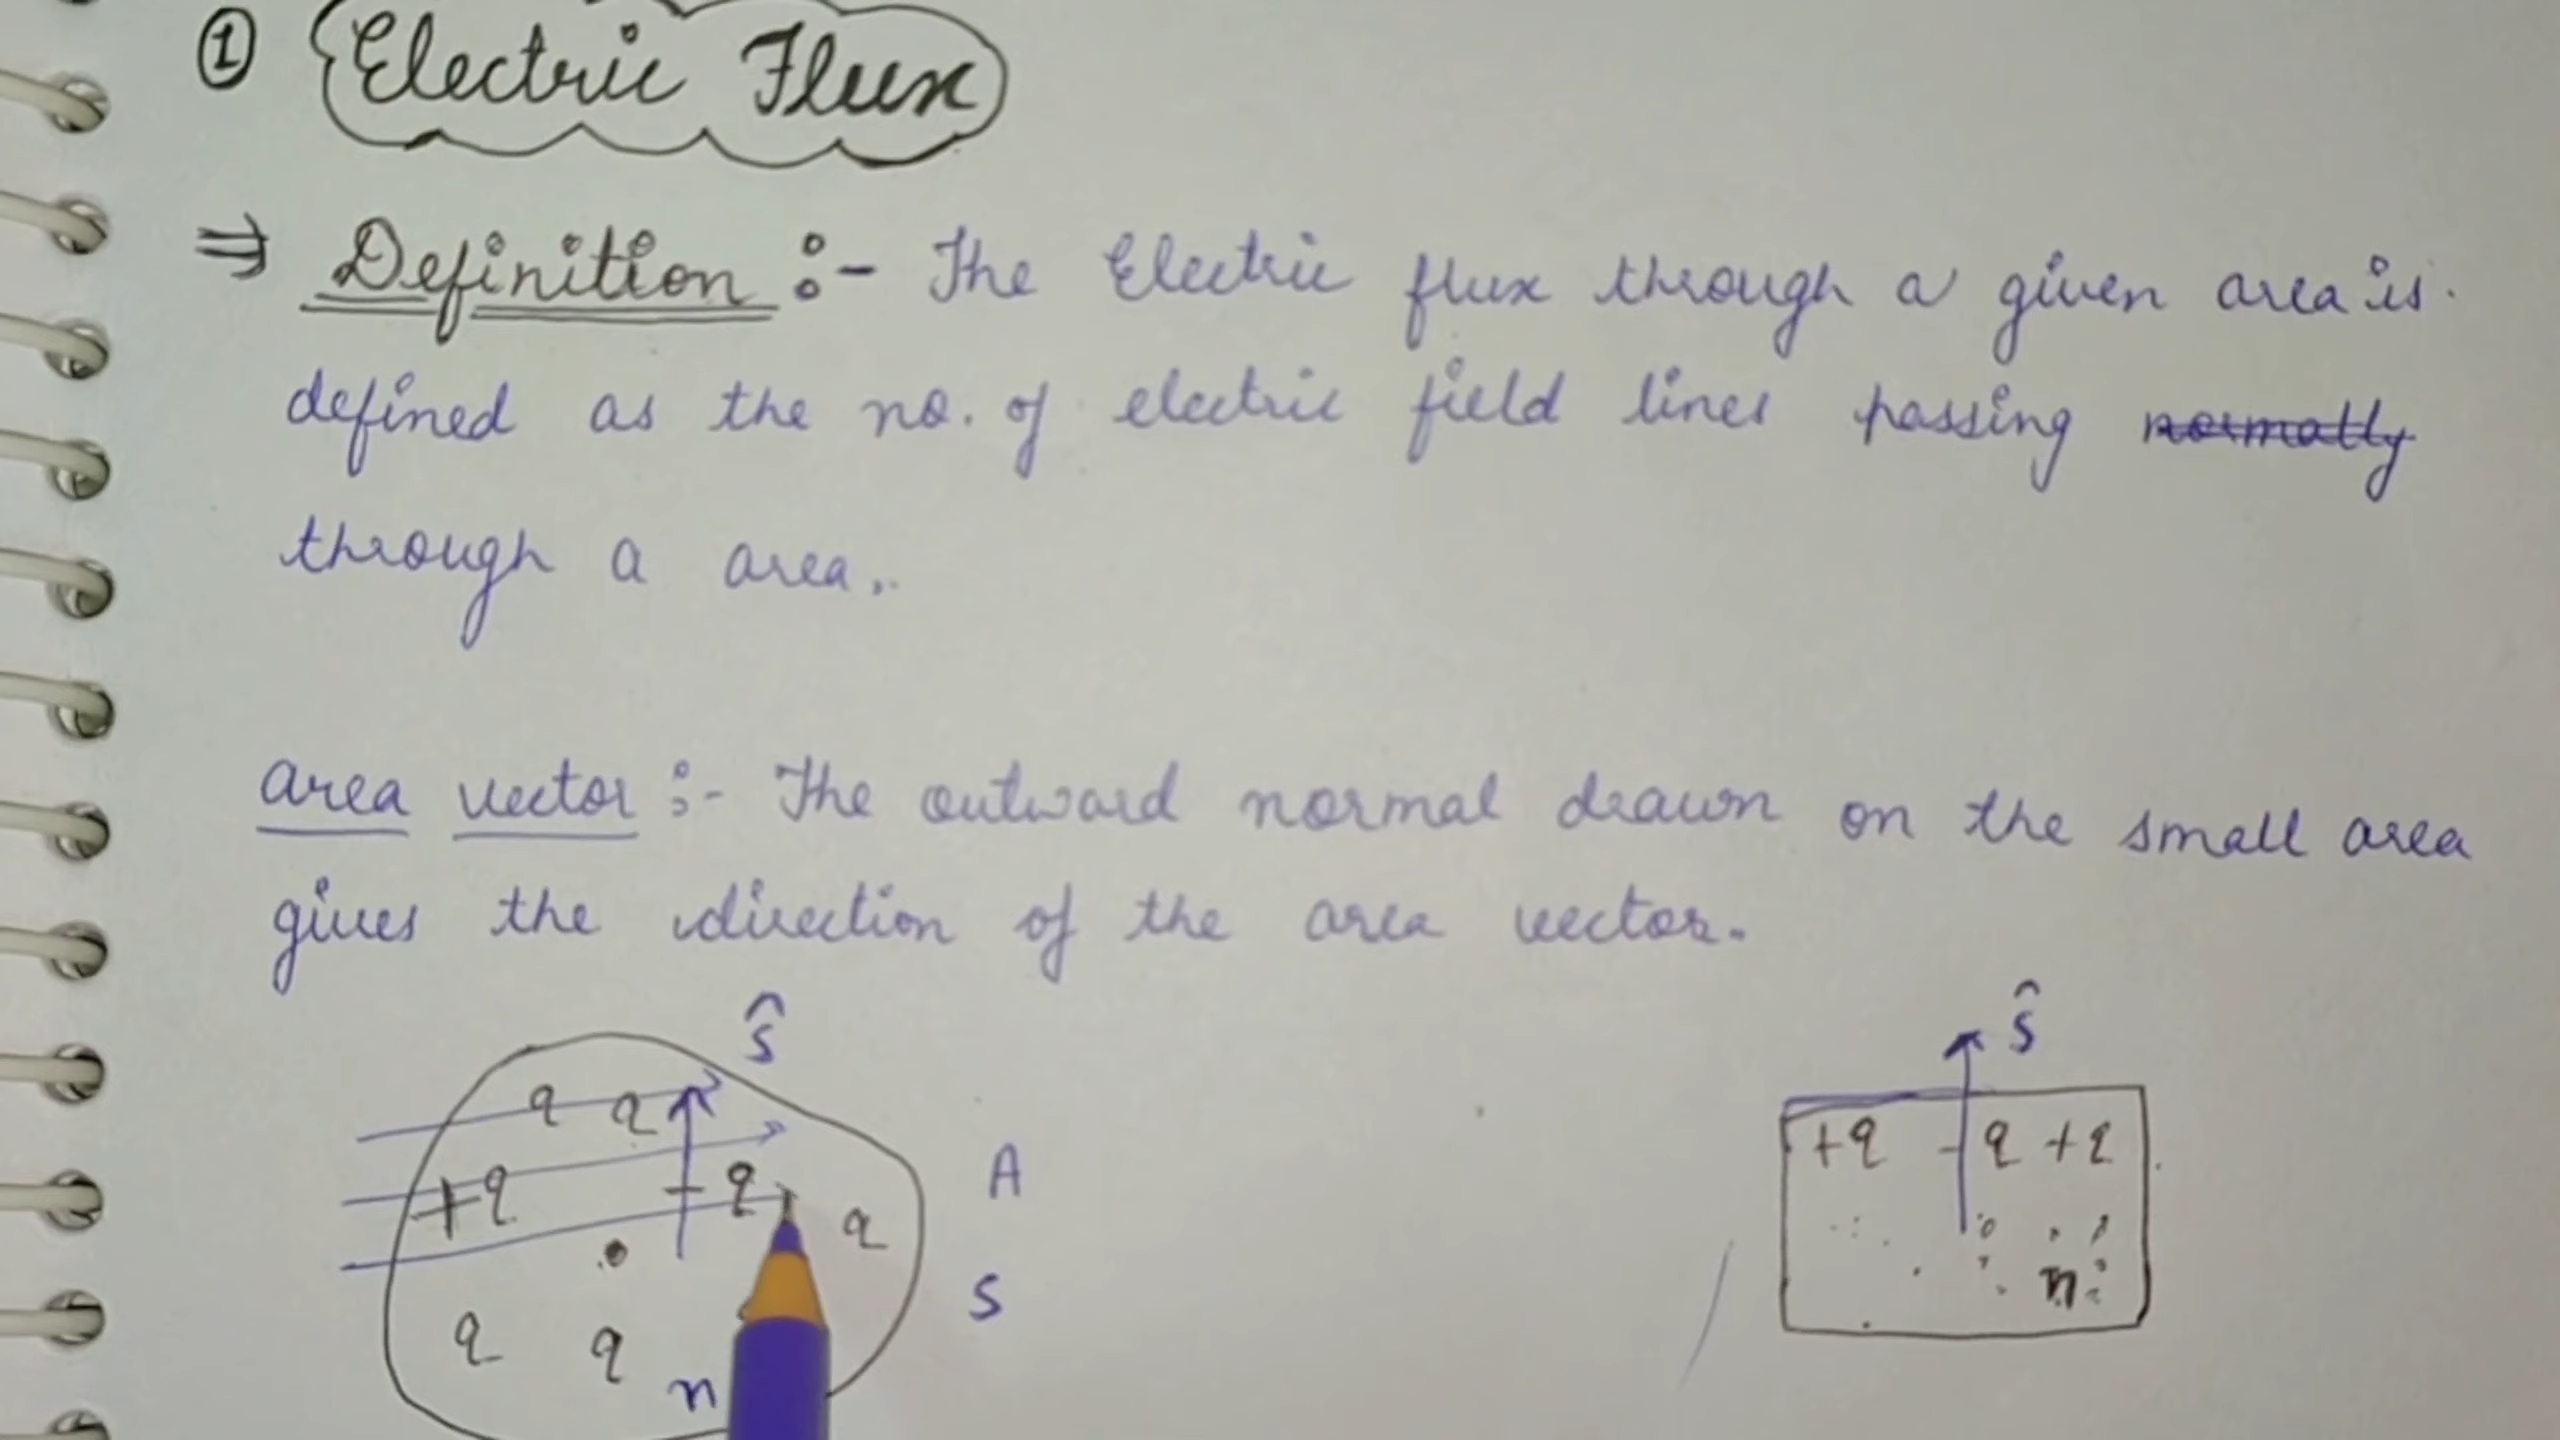 ① Electric Flux
⇒ Definition :- The Electric flux through a given area is.
defined as the no. of electric field lines passing normally
through a area.
area vector :- The outward normal drawn on the small area
gives the direction of the area vector.
ŝ
q q
+q - q q
A
S
q q
n
ŝ
+q - q +q
n